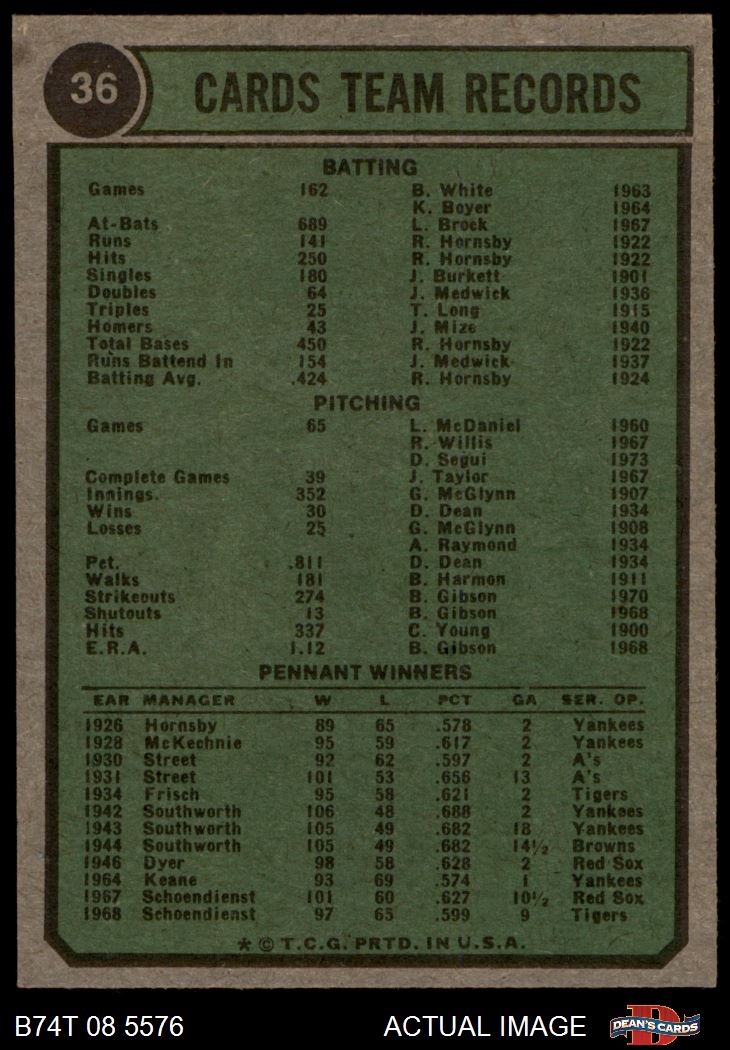 36
CARDS TEAM RECORDS
BATTING
Games 162 B. White 1963
K. Boyer 1964
At-Bats 689 L. Brock 1967
Runs 141 R. Hornsby 1922
Hits 250 R. Hornsby 1922
Singles 180 J. Burkett 1901
Doubles 64 J. Medwick 1936
Triples 25 T. Long 1915
Homers 43 J. Mize 1940
Total Bases 450 R. Hornsby 1922
Runs Battend In 154 J. Medwick 1937
Batting Avg. .424 R. Hornsby 1924
PITCHING
Games 65 L. McDaniel 1960
R. Willis 1967
D. Segui 1973
Complete Games 39 J. Taylor 1967
Innings. 352 G. McGlynn 1907
Wins 30 D. Dean 1934
Losses 25 G. McGlynn 1908
A. Raymond 1934
Pct. .811 D. Dean 1934
Walks 181 B. Harmon 1911
Strikeouts 274 B. Gibson 1970
Shutouts 13 B. Gibson 1968
Hits 337 C. Young 1900
E.R.A. 1.12 B. Gibson 1968
PENNANT WINNERS
EAR MANAGER W L PCT GA SER. OP.
1926 Hornsby 89 65 .578 2 Yankees
1928 McKechnie 95 59 .617 2 Yankees
1930 Street 92 62 .597 2 A's
1931 Street 101 53 .656 13 A's
1934 Frisch 95 58 .621 2 Tigers
1942 Southworth 106 48 .688 2 Yankees
1943 Southworth 105 49 .682 18 Yankees
1944 Southworth 105 49 .682 14½ Browns
1946 Dyer 98 58 .628 2 Red Sox
1964 Keane 93 69 .574 1 Yankees
1967 Schoendienst 101 60 .627 10½ Red Sox
1968 Schoendienst 97 65 .599 9 Tigers
* © T.C.G. PRTD. IN U.S.A.
B74T 08 5576 ACTUAL IMAGE D DEAN'S CARDS